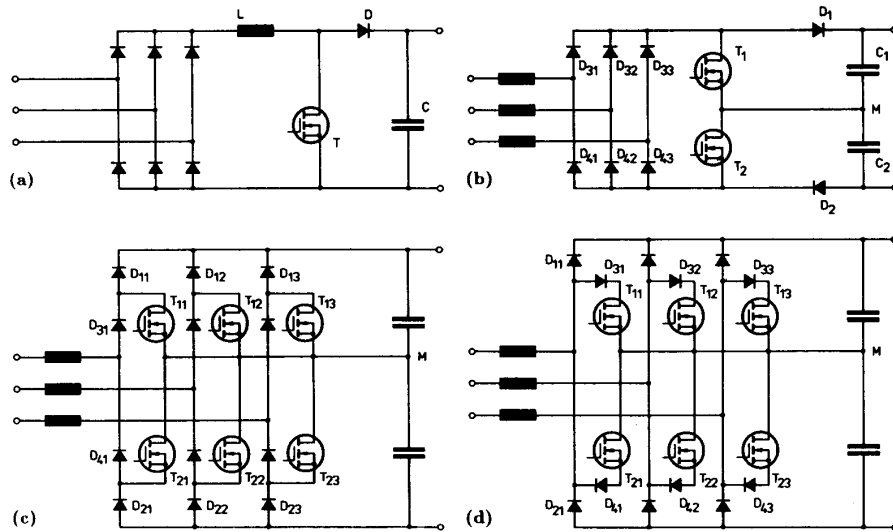 L D
C
T
(a)
D1
D31 D32 D33 T1 C1
M
D41 D42 D43 T2 C2
D2
(b)
D11 D12 D13
T11 T12 T13
D31
M
D41
T21 T22 T23
D21 D22 D23
(c)
D11 D31 D32 D33
T11 T12 T13
M
T21 T22 T23
D21 D41 D42 D43
(d)